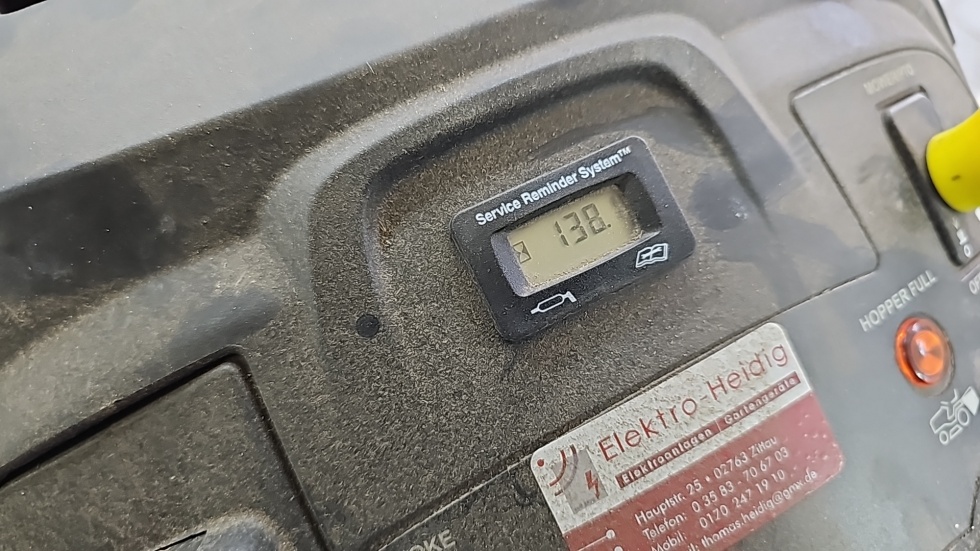 Service Reminder System™
138.
HOPPER FULL
Elektro-Heidig
Elektroanlagen | Gartengeräte
Hauptstr. 25 • 02763 Zittau
Telefon: 0 35 83 - 70 67 03
Mobil: 0120 247 19 10
thomas.heidig@gmx.de